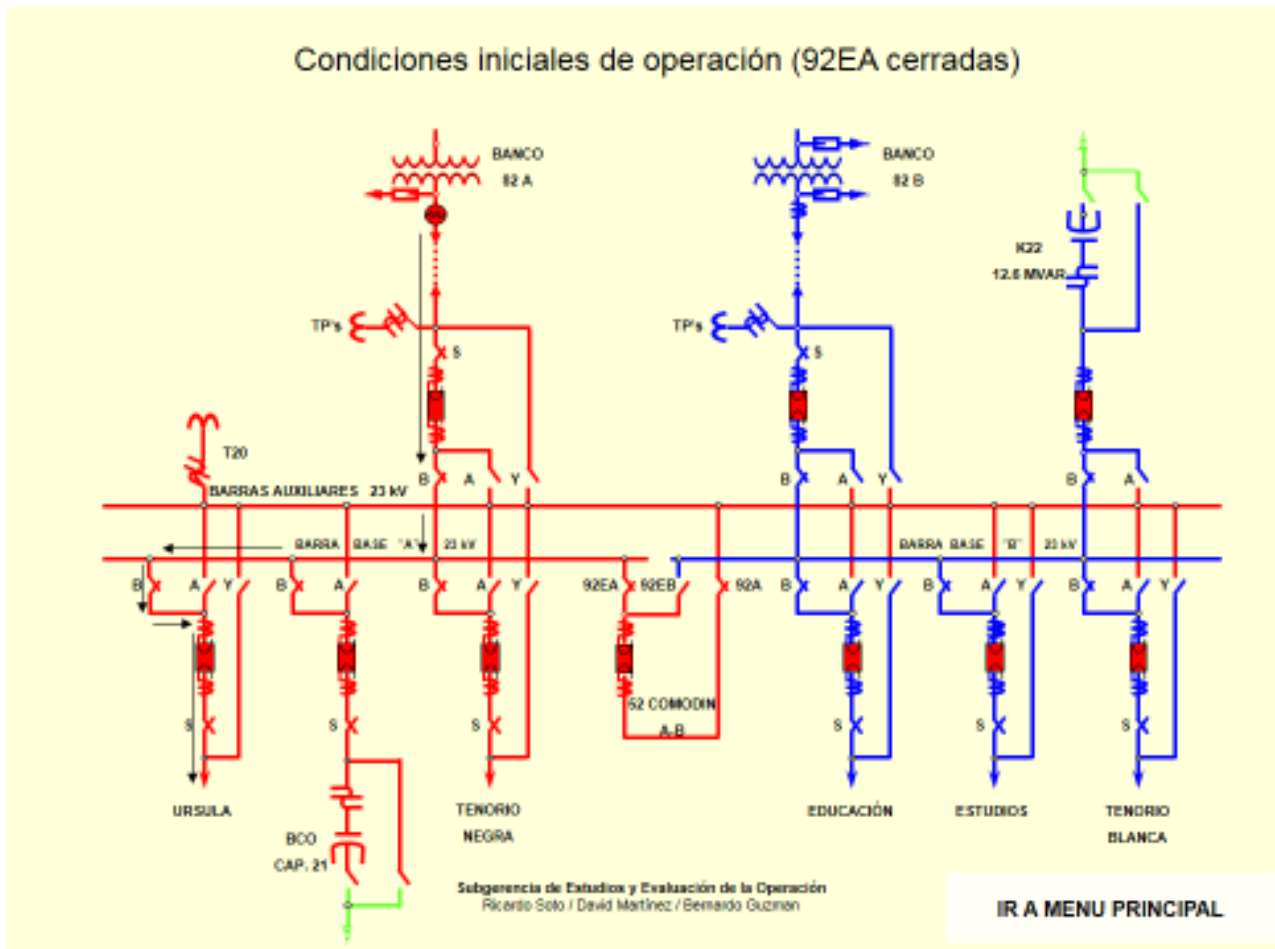 Condiciones iniciales de operación (92EA cerradas)
BANCO
82 A
BANCO
82 B
K22
12.6 MVAR
TP's
S
TP's
S
T20
B A Y
B A Y
B A
BARRAS AUXILIARES 23 kV
BARRA BASE "A" 23 kV
BARRA BASE "B" 23 kV
B A Y
B A
B A Y
92EA 92EB 92A
B A Y
B A Y
B A Y
52 COMODIN
A-B
S
S
S
S
S
S
URSULA
BCO
CAP. 21
TENORIO
NEGRA
EDUCACIÓN
ESTUDIOS
TENORIO
BLANCA
Subgerencia de Estudios y Evaluación de la Operación
Ricardo Soto / David Martínez / Bernardo Guzman
IR A MENU PRINCIPAL